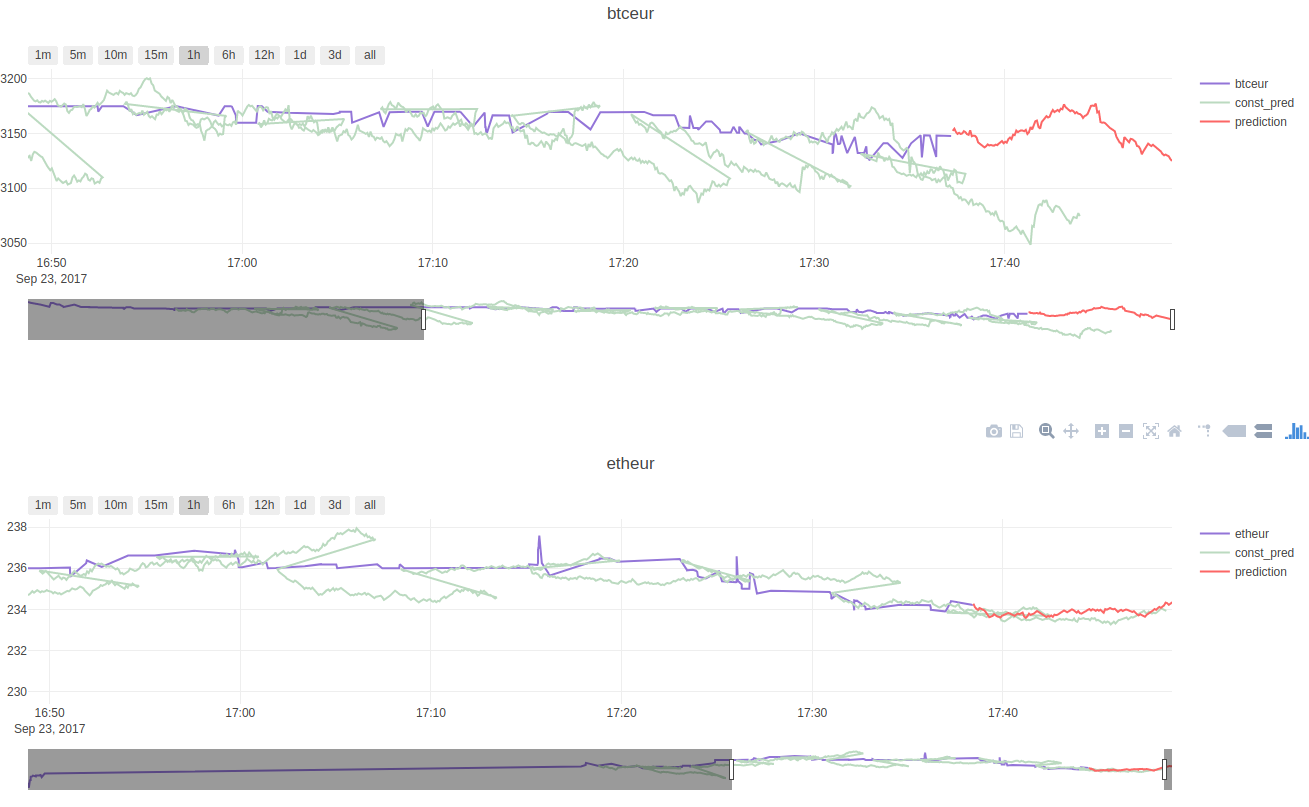 btceur
1m 5m 10m 15m 1h 6h 12h 1d 3d all
3200
3150
3100
3050
btceur
const_pred
prediction
16:50 17:00 17:10 17:20 17:30 17:40
Sep 23, 2017
etheur
1m 5m 10m 15m 1h 6h 12h 1d 3d all
238
236
234
232
230
etheur
const_pred
prediction
16:50 17:00 17:10 17:20 17:30 17:40
Sep 23, 2017